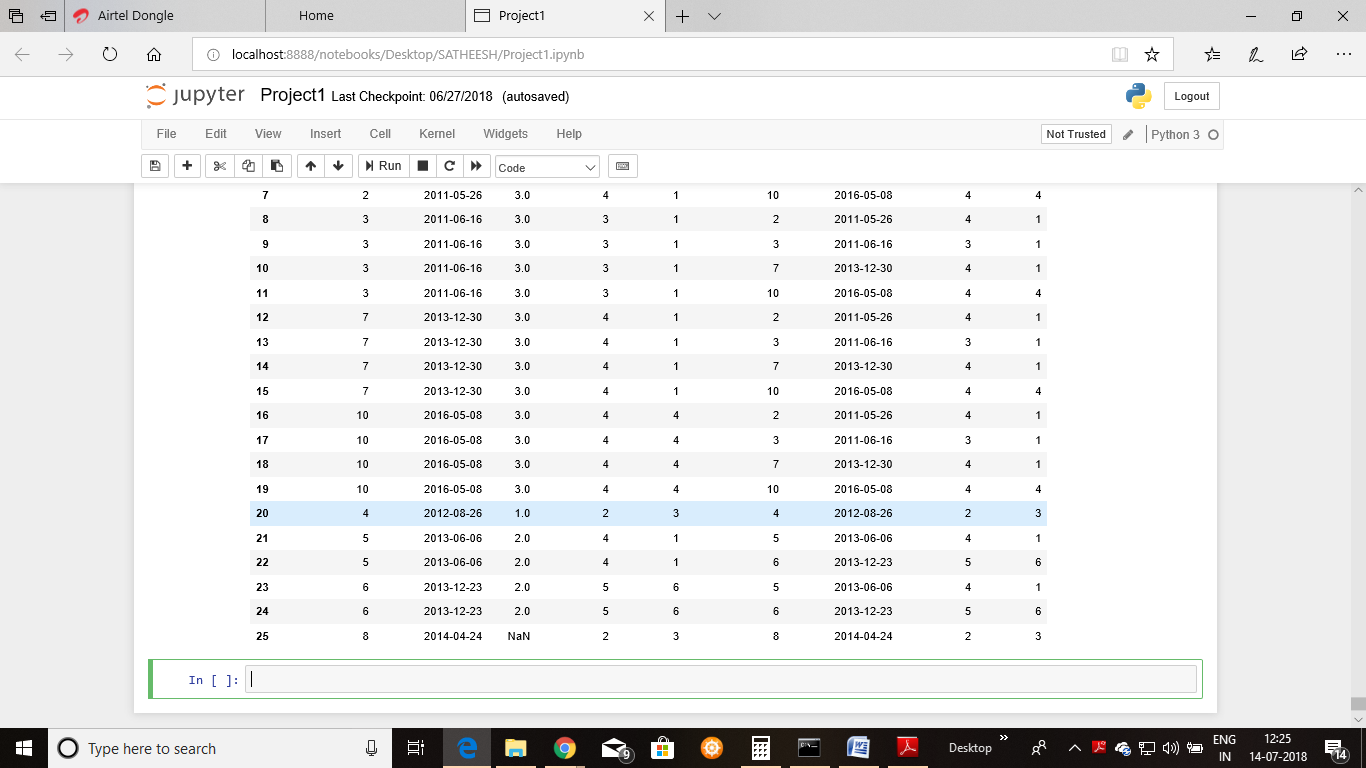 Airtel Dongle Home Project1
localhost:8888/notebooks/Desktop/SATHEESH/Project1.ipynb
jupyter Project1 Last Checkpoint: 06/27/2018 (autosaved) Logout
File Edit View Insert Cell Kernel Widgets Help Not Trusted Python 3
Run Code
7 2 2011-05-26 3.0 4 1 10 2016-05-08 4 4
8 3 2011-06-16 3.0 3 1 2 2011-05-26 4 1
9 3 2011-06-16 3.0 3 1 3 2011-06-16 3 1
10 3 2011-06-16 3.0 3 1 7 2013-12-30 4 1
11 3 2011-06-16 3.0 3 1 10 2016-05-08 4 4
12 7 2013-12-30 3.0 4 1 2 2011-05-26 4 1
13 7 2013-12-30 3.0 4 1 3 2011-06-16 3 1
14 7 2013-12-30 3.0 4 1 7 2013-12-30 4 1
15 7 2013-12-30 3.0 4 1 10 2016-05-08 4 4
16 10 2016-05-08 3.0 4 4 2 2011-05-26 4 1
17 10 2016-05-08 3.0 4 4 3 2011-06-16 3 1
18 10 2016-05-08 3.0 4 4 7 2013-12-30 4 1
19 10 2016-05-08 3.0 4 4 10 2016-05-08 4 4
20 4 2012-08-26 1.0 2 3 4 2012-08-26 2 3
21 5 2013-06-06 2.0 4 1 5 2013-06-06 4 1
22 5 2013-06-06 2.0 4 1 6 2013-12-23 5 6
23 6 2013-12-23 2.0 5 6 5 2013-06-06 4 1
24 6 2013-12-23 2.0 5 6 6 2013-12-23 5 6
25 8 2014-04-24 NaN 2 3 8 2014-04-24 2 3
In [ ]:
Type here to search 9 Desktop ENG 12:25
IN 14-07-2018 14